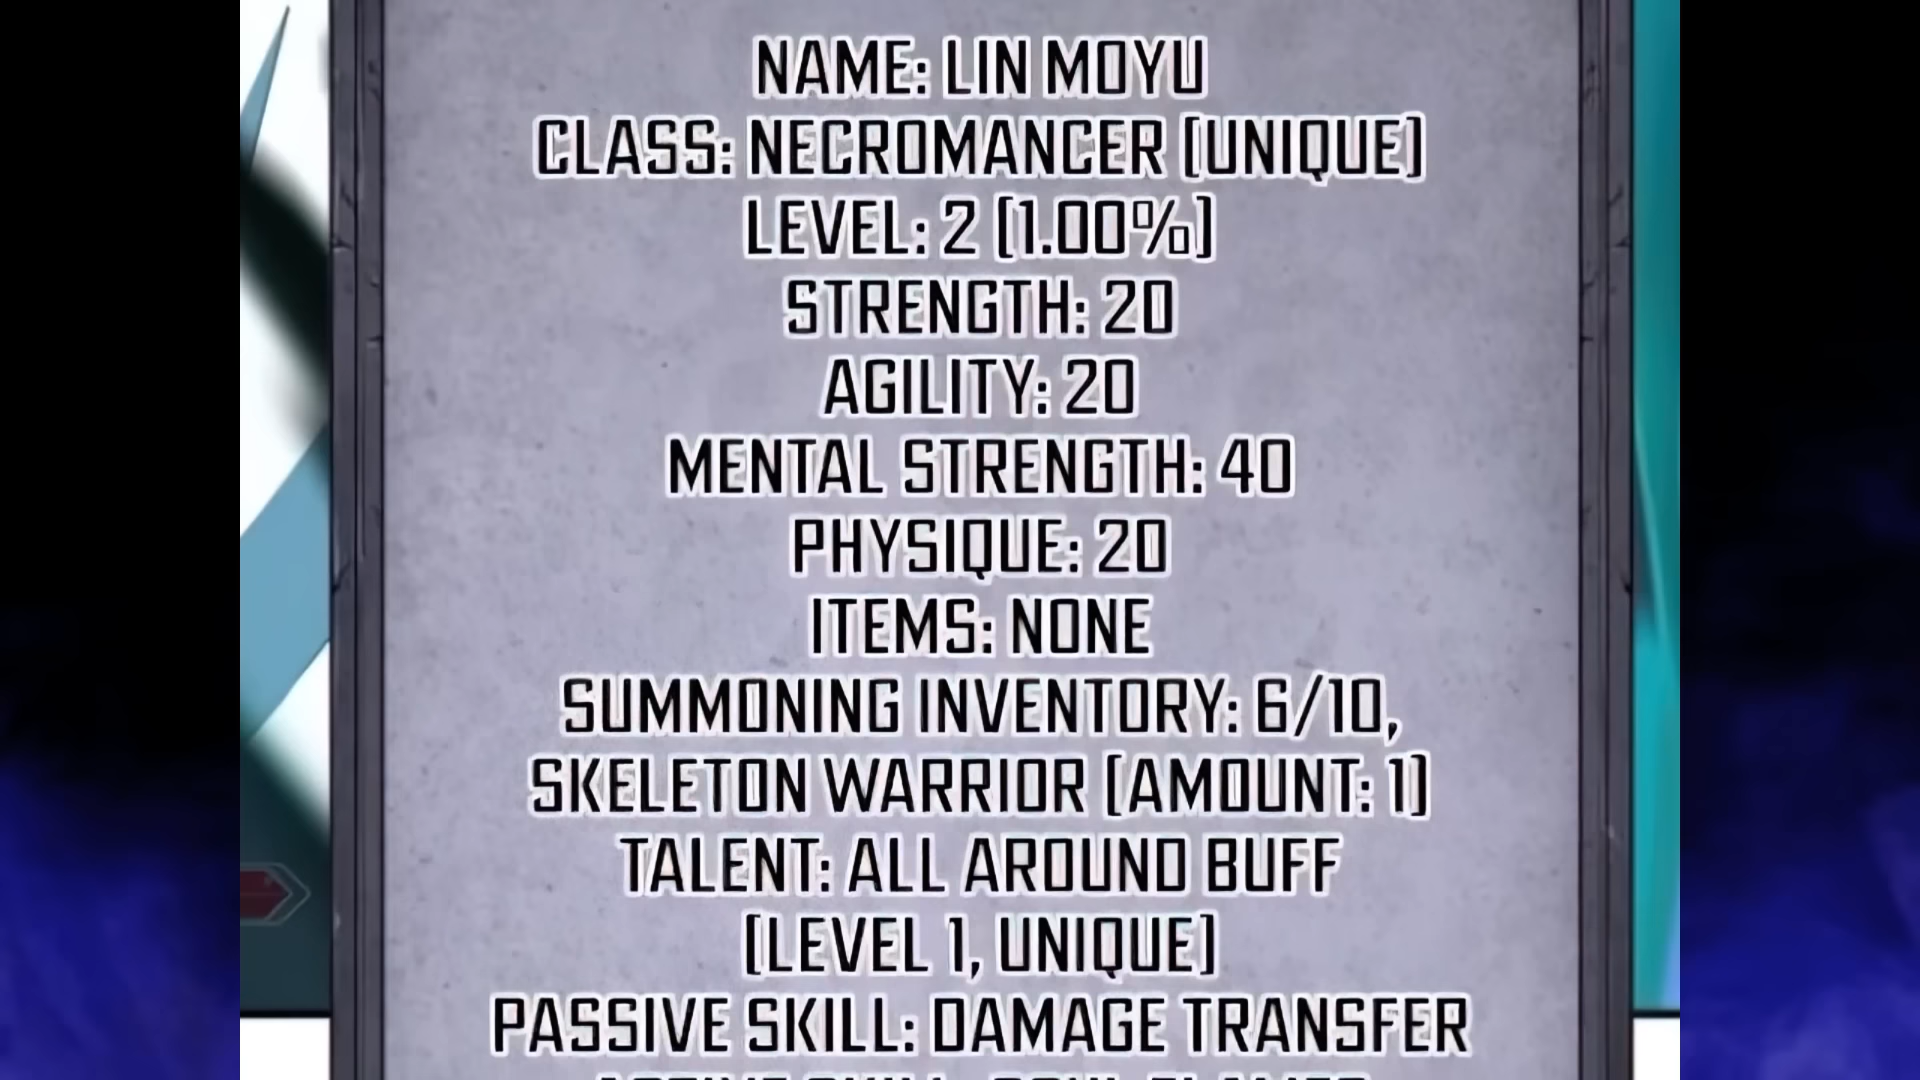 NAME: LIN MOYU
CLASS: NECROMANCER [UNIQUE]
LEVEL: 2 [1.00%]
STRENGTH: 20
AGILITY: 20
MENTAL STRENGTH: 40
PHYSIQUE: 20
ITEMS: NONE
SUMMONING INVENTORY: 6/10,
SKELETON WARRIOR [AMOUNT: 1]
TALENT: ALL AROUND BUFF
[LEVEL 1, UNIQUE]
PASSIVE SKILL: DAMAGE TRANSFER